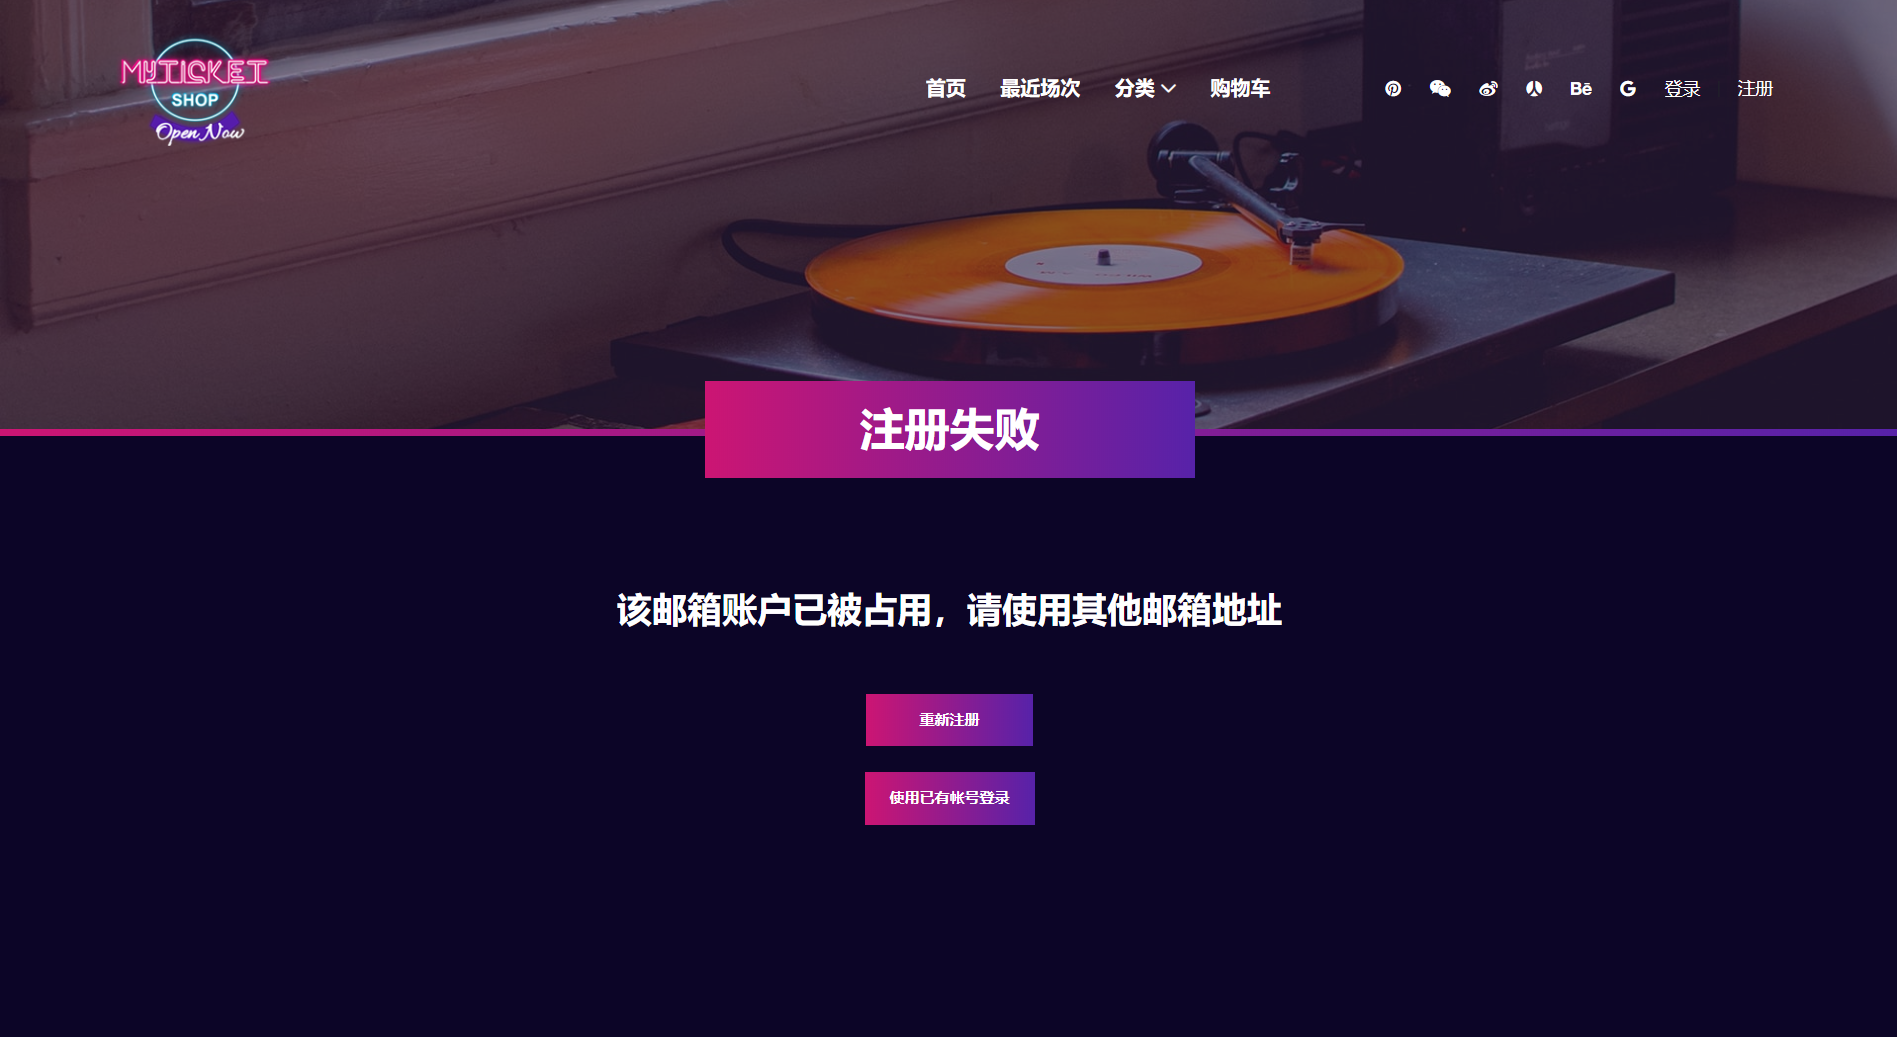 MYTICKET
SHOP
Open Now
首页 最近场次 分类 购物车 Bē G 登录 注册
注册失败
该邮箱账户已被占用，请使用其他邮箱地址
重新注册
使用已有帐号登录